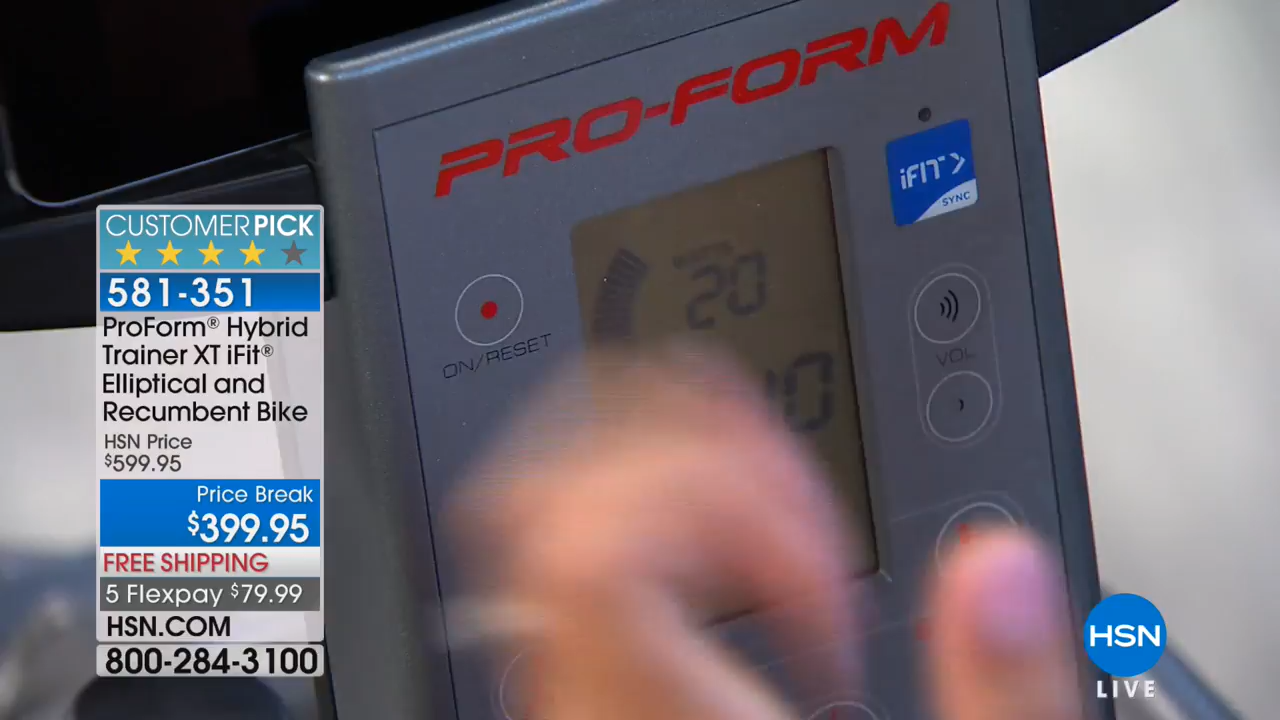 PRO-FORM
iFIT
SYNC
20
ON/RESET
VOL
CUSTOMER PICK
581-351
ProForm® Hybrid
Trainer XT iFit®
Elliptical and
Recumbent Bike
HSN Price
$599.95
Price Break
$399.95
FREE SHIPPING
5 Flexpay $79.99
HSN.COM
800-284-3100
HSN
LIVE